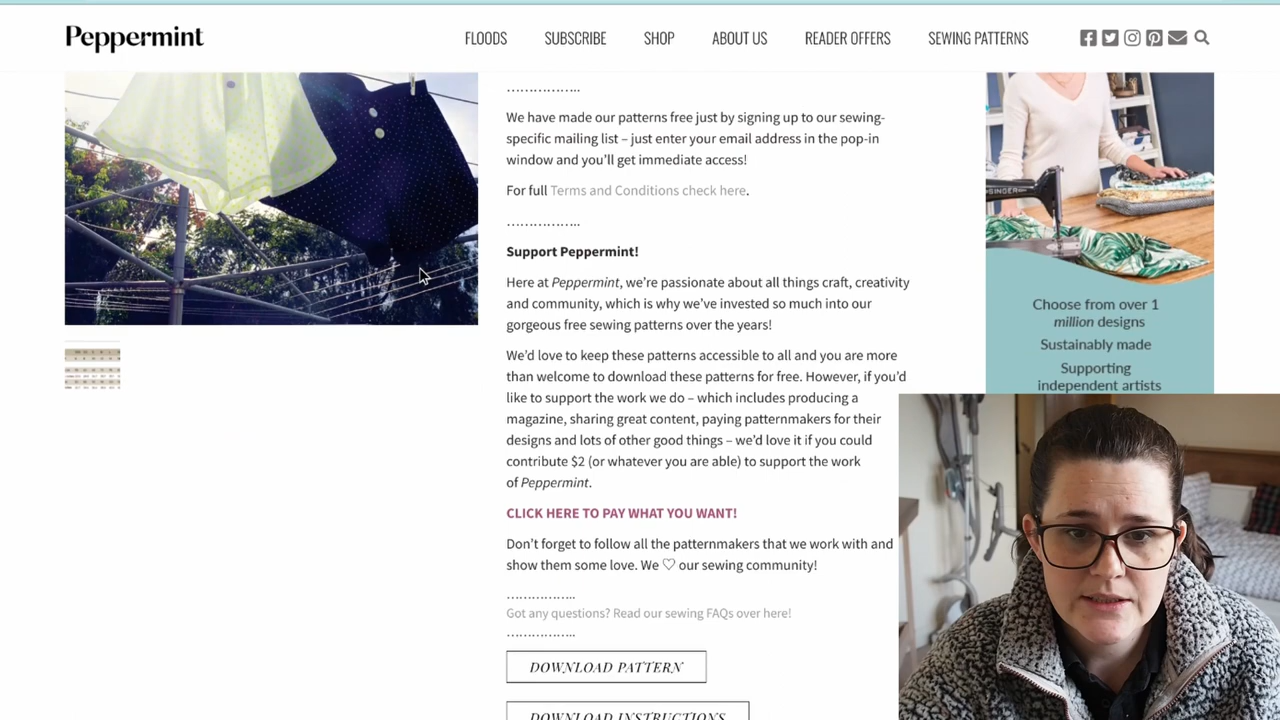 Peppermint
FLOODS SUBSCRIBE SHOP ABOUT US READER OFFERS SEWING PATTERNS
……………..
We have made our patterns free just by signing up to our sewing-
specific mailing list – just enter your email address in the pop-in
window and you’ll get immediate access!
For full Terms and Conditions check here.
……………..
Support Peppermint!
Here at Peppermint, we’re passionate about all things craft, creativity
and community, which is why we’ve invested so much into our
gorgeous free sewing patterns over the years!
We’d love to keep these patterns accessible to all and you are more
than welcome to download these patterns for free. However, if you’d
like to support the work we do – which includes producing a
magazine, sharing great content, paying patternmakers for their
designs and lots of other good things – we’d love it if you could
contribute $2 (or whatever you are able) to support the work
of Peppermint.
CLICK HERE TO PAY WHAT YOU WANT!
Don’t forget to follow all the patternmakers that we work with and
show them some love. We ♡ our sewing community!
……………..
Got any questions? Read our sewing FAQs over here!
……………..
DOWNLOAD PATTERN
DOWNLOAD INSTRUCTIONS
SINGER
Choose from over 1
million designs
Sustainably made
Supporting
independent artists